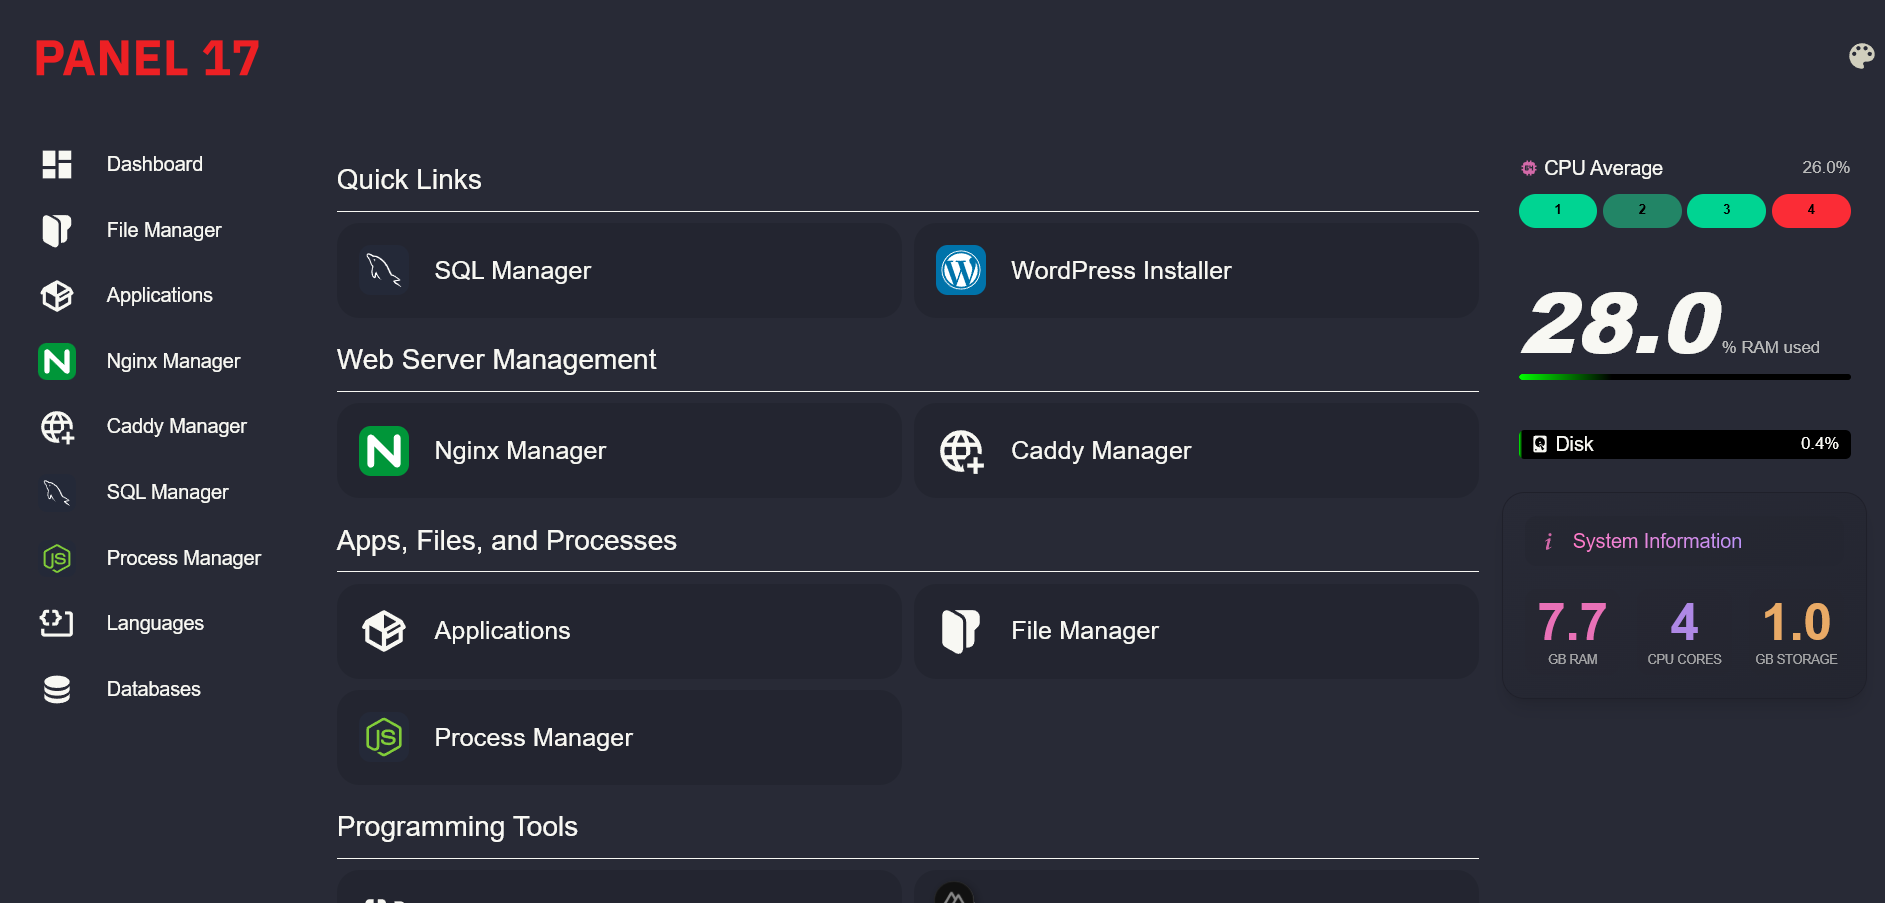 PANEL 17
Dashboard
File Manager
Applications
Nginx Manager
Caddy Manager
SQL Manager
Process Manager
Languages
Databases
Quick Links
SQL Manager
WordPress Installer
Web Server Management
Nginx Manager
Caddy Manager
Apps, Files, and Processes
Applications
File Manager
Process Manager
Programming Tools
CPU Average 26.0%
1 2 3 4
28.0 % RAM used
Disk 0.4%
System Information
7.7 4 1.0
GB RAM CPU CORES GB STORAGE